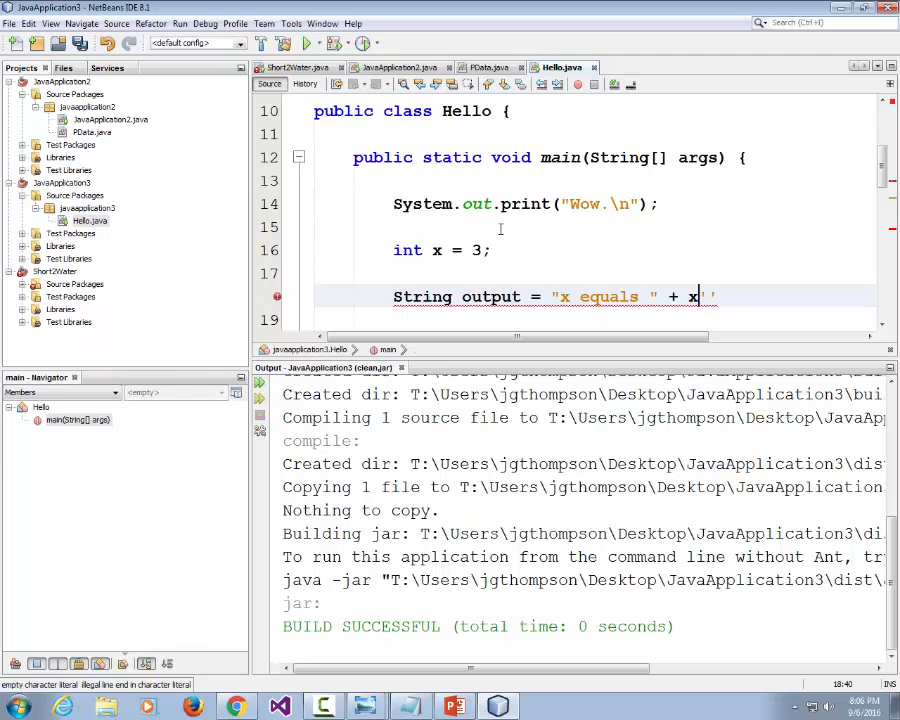 JavaApplication3 - NetBeans IDE 8.1
File Edit View Navigate Source Refactor Run Debug Profile Team Tools Window Help
<default config>
Search (Ctrl+I)
Projects Files Services
JavaApplication2
Source Packages
javaapplication2
JavaApplication2.java
PData.java
Test Packages
Libraries
Test Libraries
JavaApplication3
Source Packages
javaapplication3
Hello.java
Test Packages
Libraries
Test Libraries
Short2Water
Source Packages
Test Packages
Libraries
Test Libraries
Short2Water.java JavaApplication2.java PData.java Hello.java
Source History
10 public class Hello {
11
12 public static void main(String[] args) {
13
14 System.out.print("Wow.\n");
15
16 int x = 3;
17
String output = "x equals " + x''
19
javaapplication3.Hello main
main - Navigator
Members <empty>
Hello
main(String[] args)
Output - JavaApplication3 (clean,jar)
Created dir: T:\Users\jgthompson\Desktop\JavaApplication3\bui
Compiling 1 source file to T:\Users\jgthompson\Desktop\JavaAp
compile:
Created dir: T:\Users\jgthompson\Desktop\JavaApplication3\dis
Copying 1 file to T:\Users\jgthompson\Desktop\JavaApplication
Nothing to copy.
Building jar: T:\Users\jgthompson\Desktop\JavaApplication3\di
To run this application from the command line without Ant, tr
java -jar "T:\Users\jgthompson\Desktop\JavaApplication3\dist\
jar:
BUILD SUCCESSFUL (total time: 0 seconds)
empty character literal illegal line end in character literal
18:40 INS
8:06 PM
9/6/2016